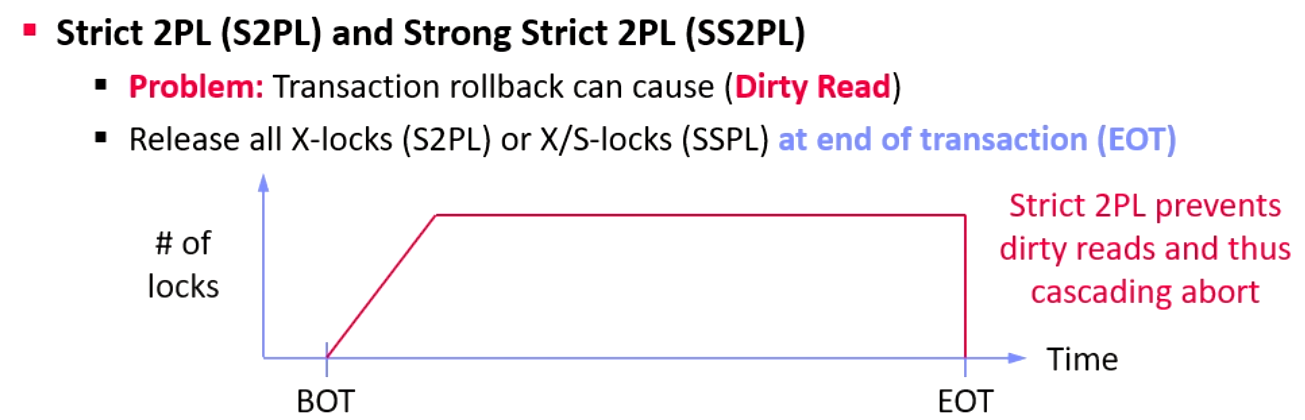 Strict 2PL (S2PL) and Strong Strict 2PL (SS2PL)
Problem: Transaction rollback can cause (Dirty Read)
Release all X-locks (S2PL) or X/S-locks (SSPL) at end of transaction (EOT)
# of
locks
Strict 2PL prevents
dirty reads and thus
cascading abort
Time
BOT
EOT